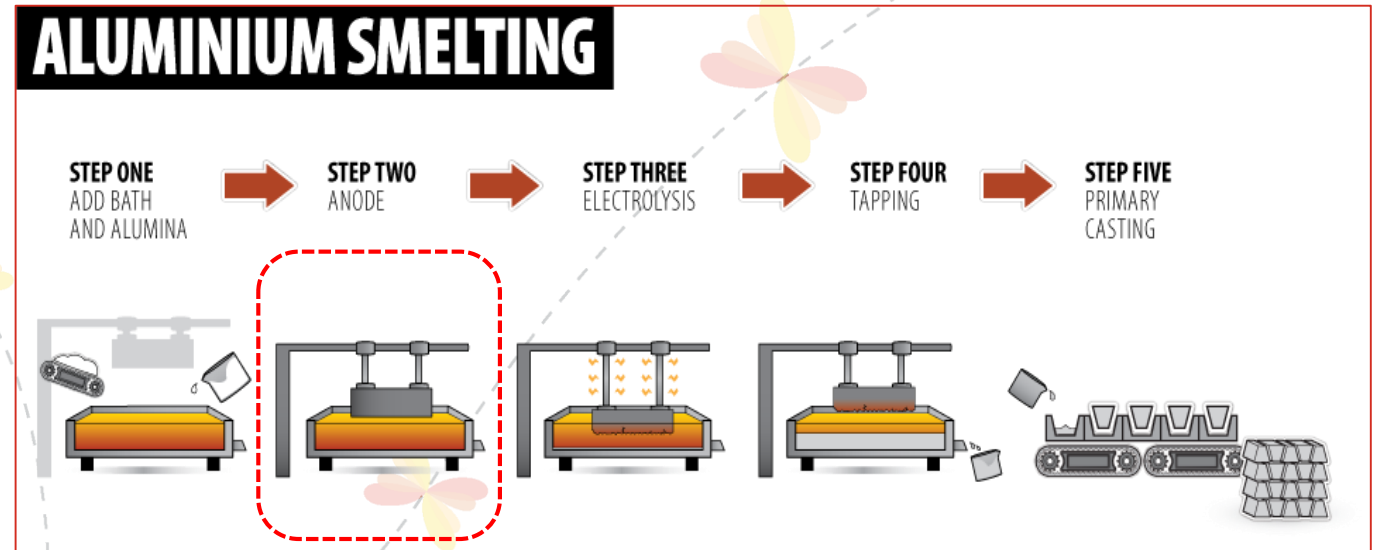 ALUMINIUM SMELTING
STEP ONE
ADD BATH
AND ALUMINA
STEP TWO
ANODE
STEP THREE
ELECTROLYSIS
STEP FOUR
TAPPING
STEP FIVE
PRIMARY
CASTING